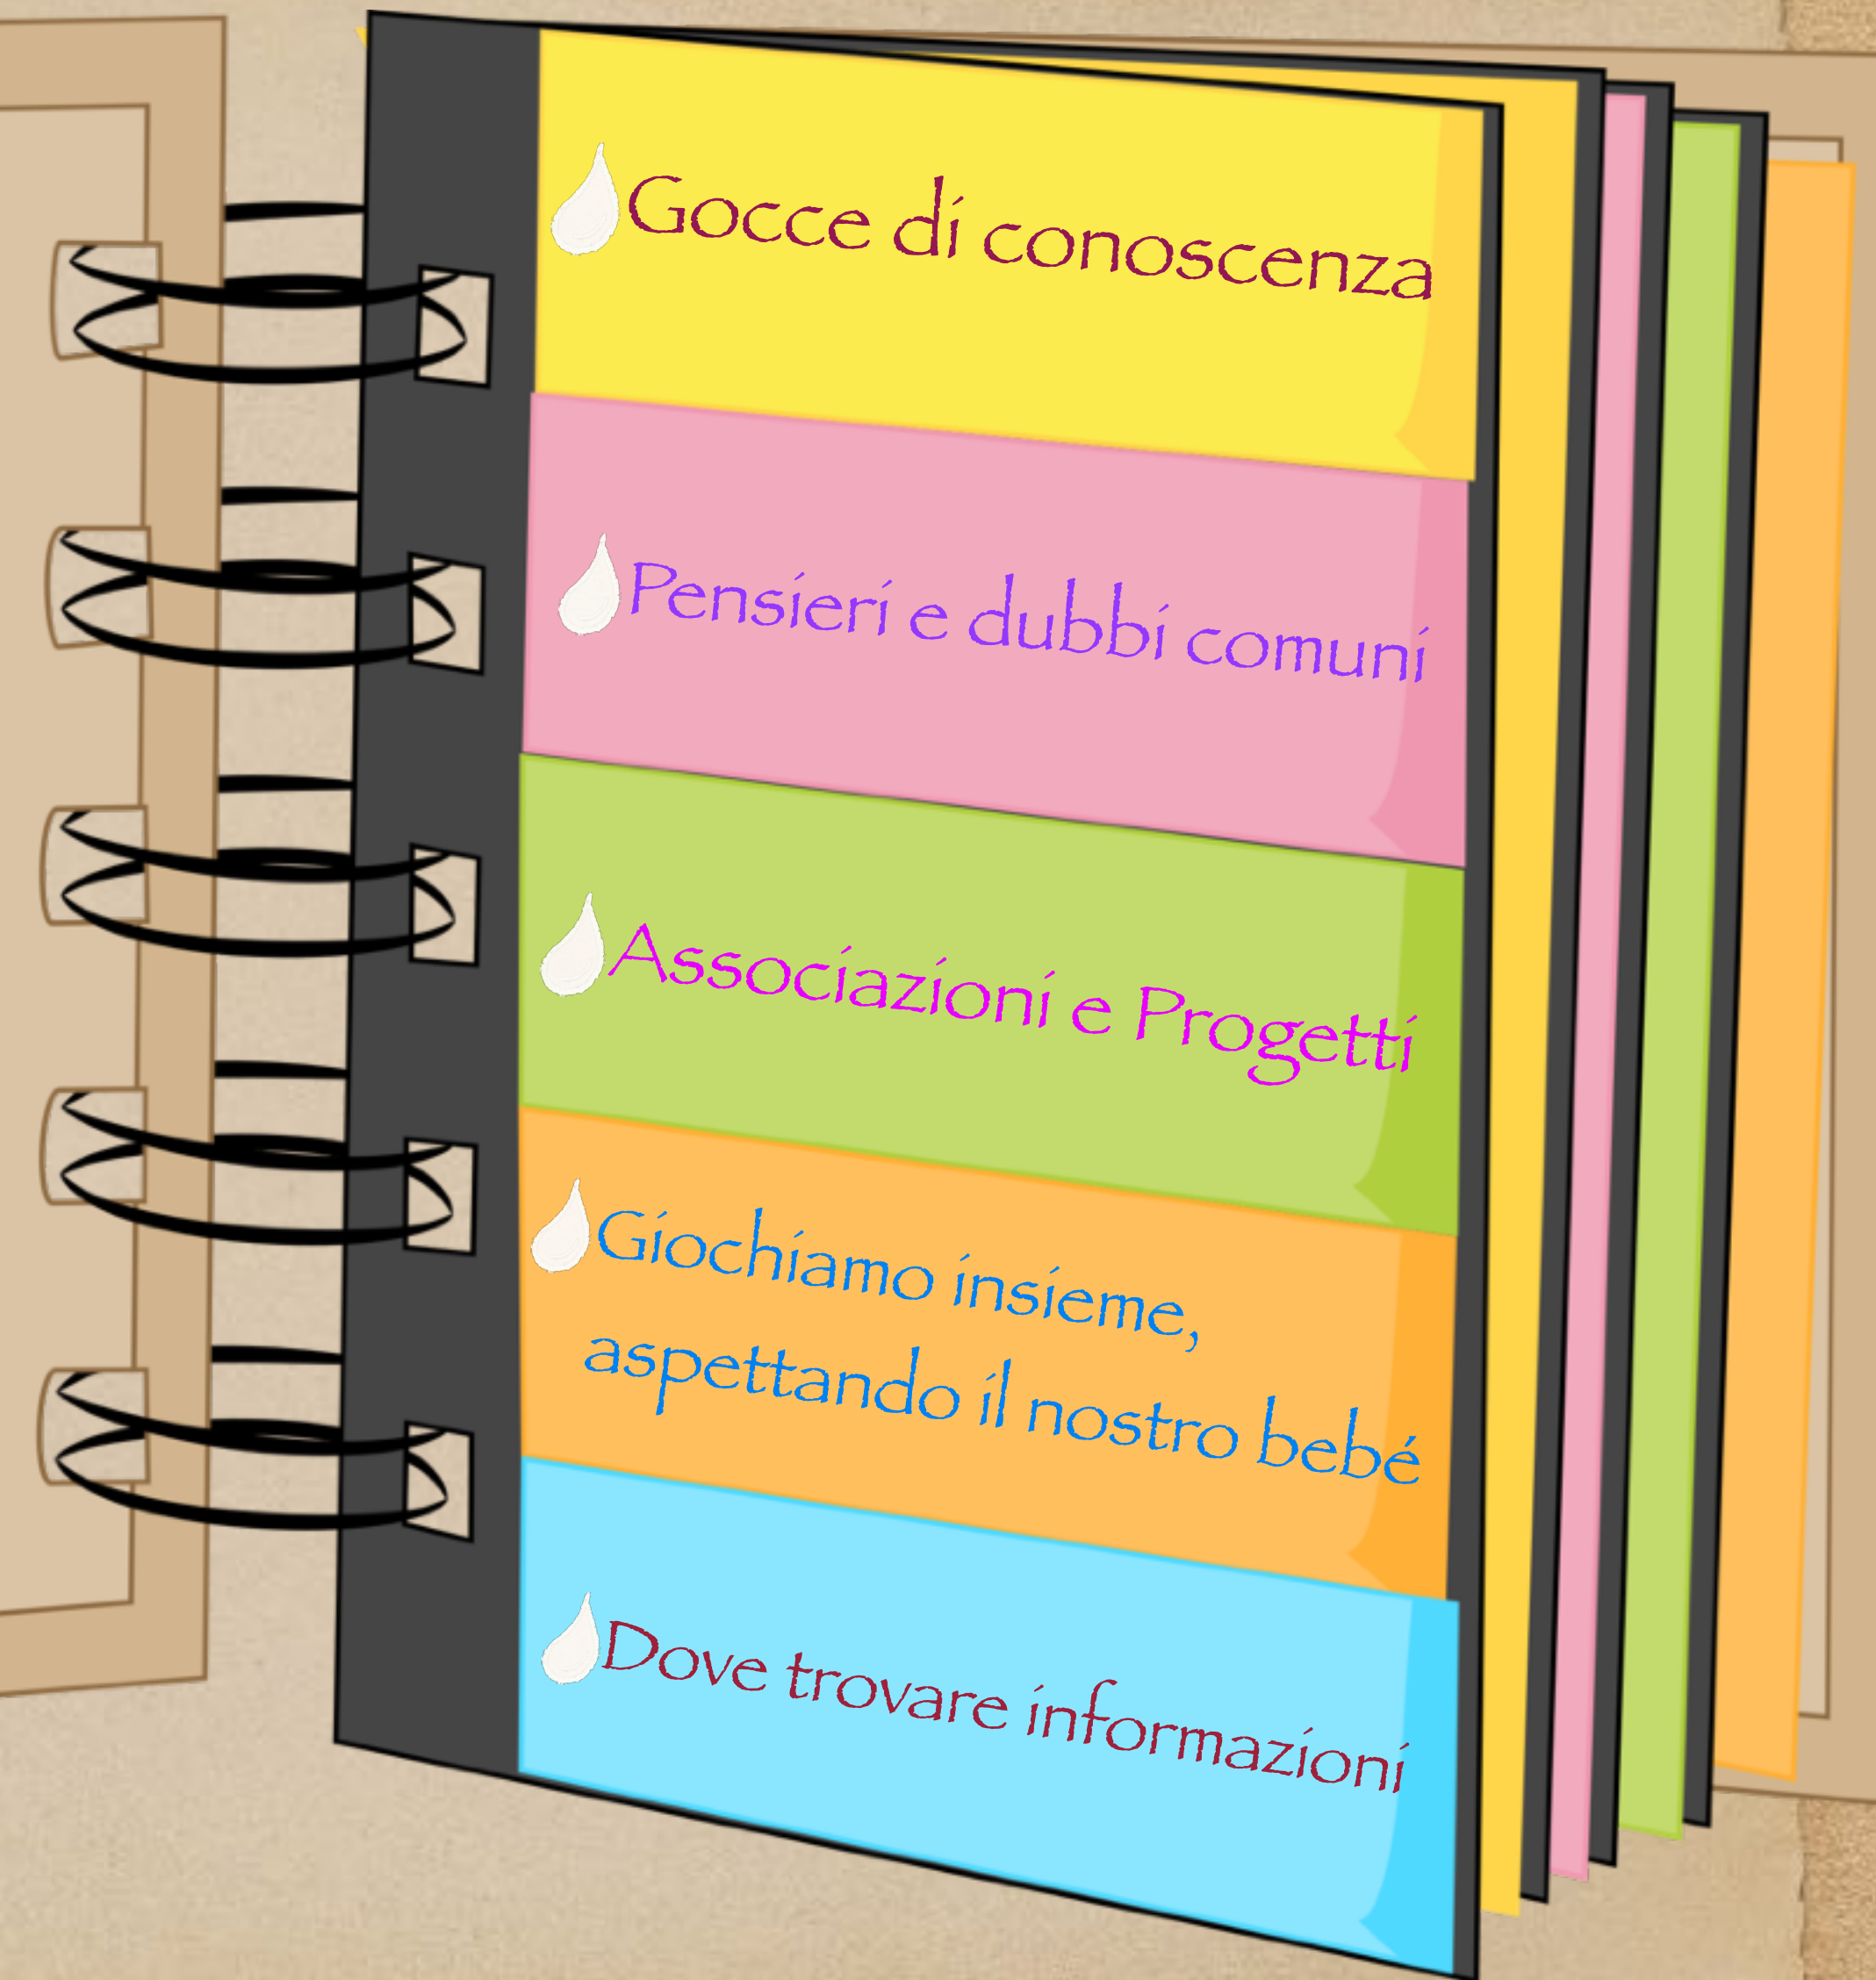 Gocce di conoscenza
Pensieri e dubbi comuni
Associazioni e Progetti
Giochiamo insieme,
aspettando il nostro bebé
Dove trovare informazioni